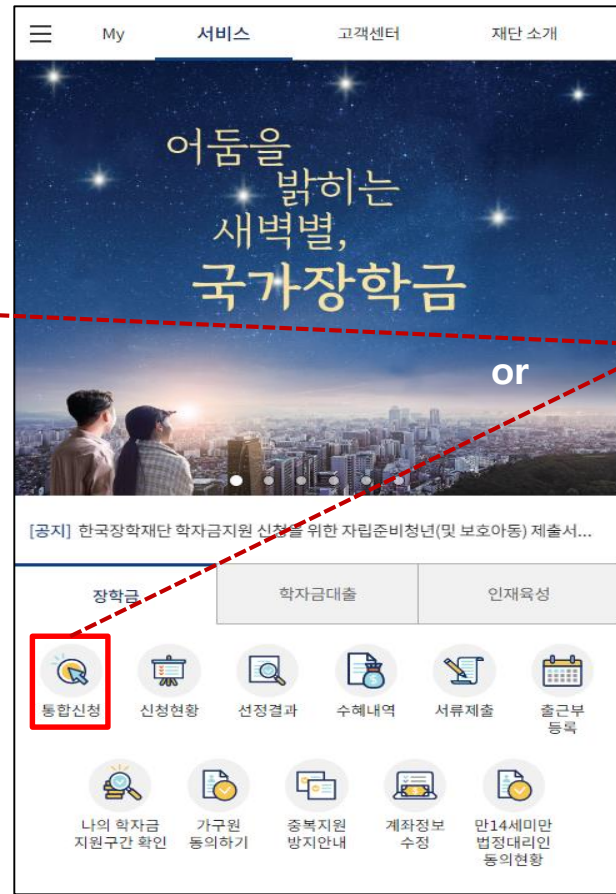 My 서비스 고객센터 재단 소개
어둠을
밝히는
새벽별,
국가장학금
or
[공지] 한국장학재단 학자금지원 신청을 위한 자립준비청년(및 보호아동) 제출서...
장학금 학자금대출 인재육성
통합신청 신청현황 선정결과 수혜내역 서류제출 출근부
등록
나의 학자금 가구원 중복지원 계좌정보 만14세미만
지원구간 확인 동의하기 방지안내 수정 법정대리인
동의현황